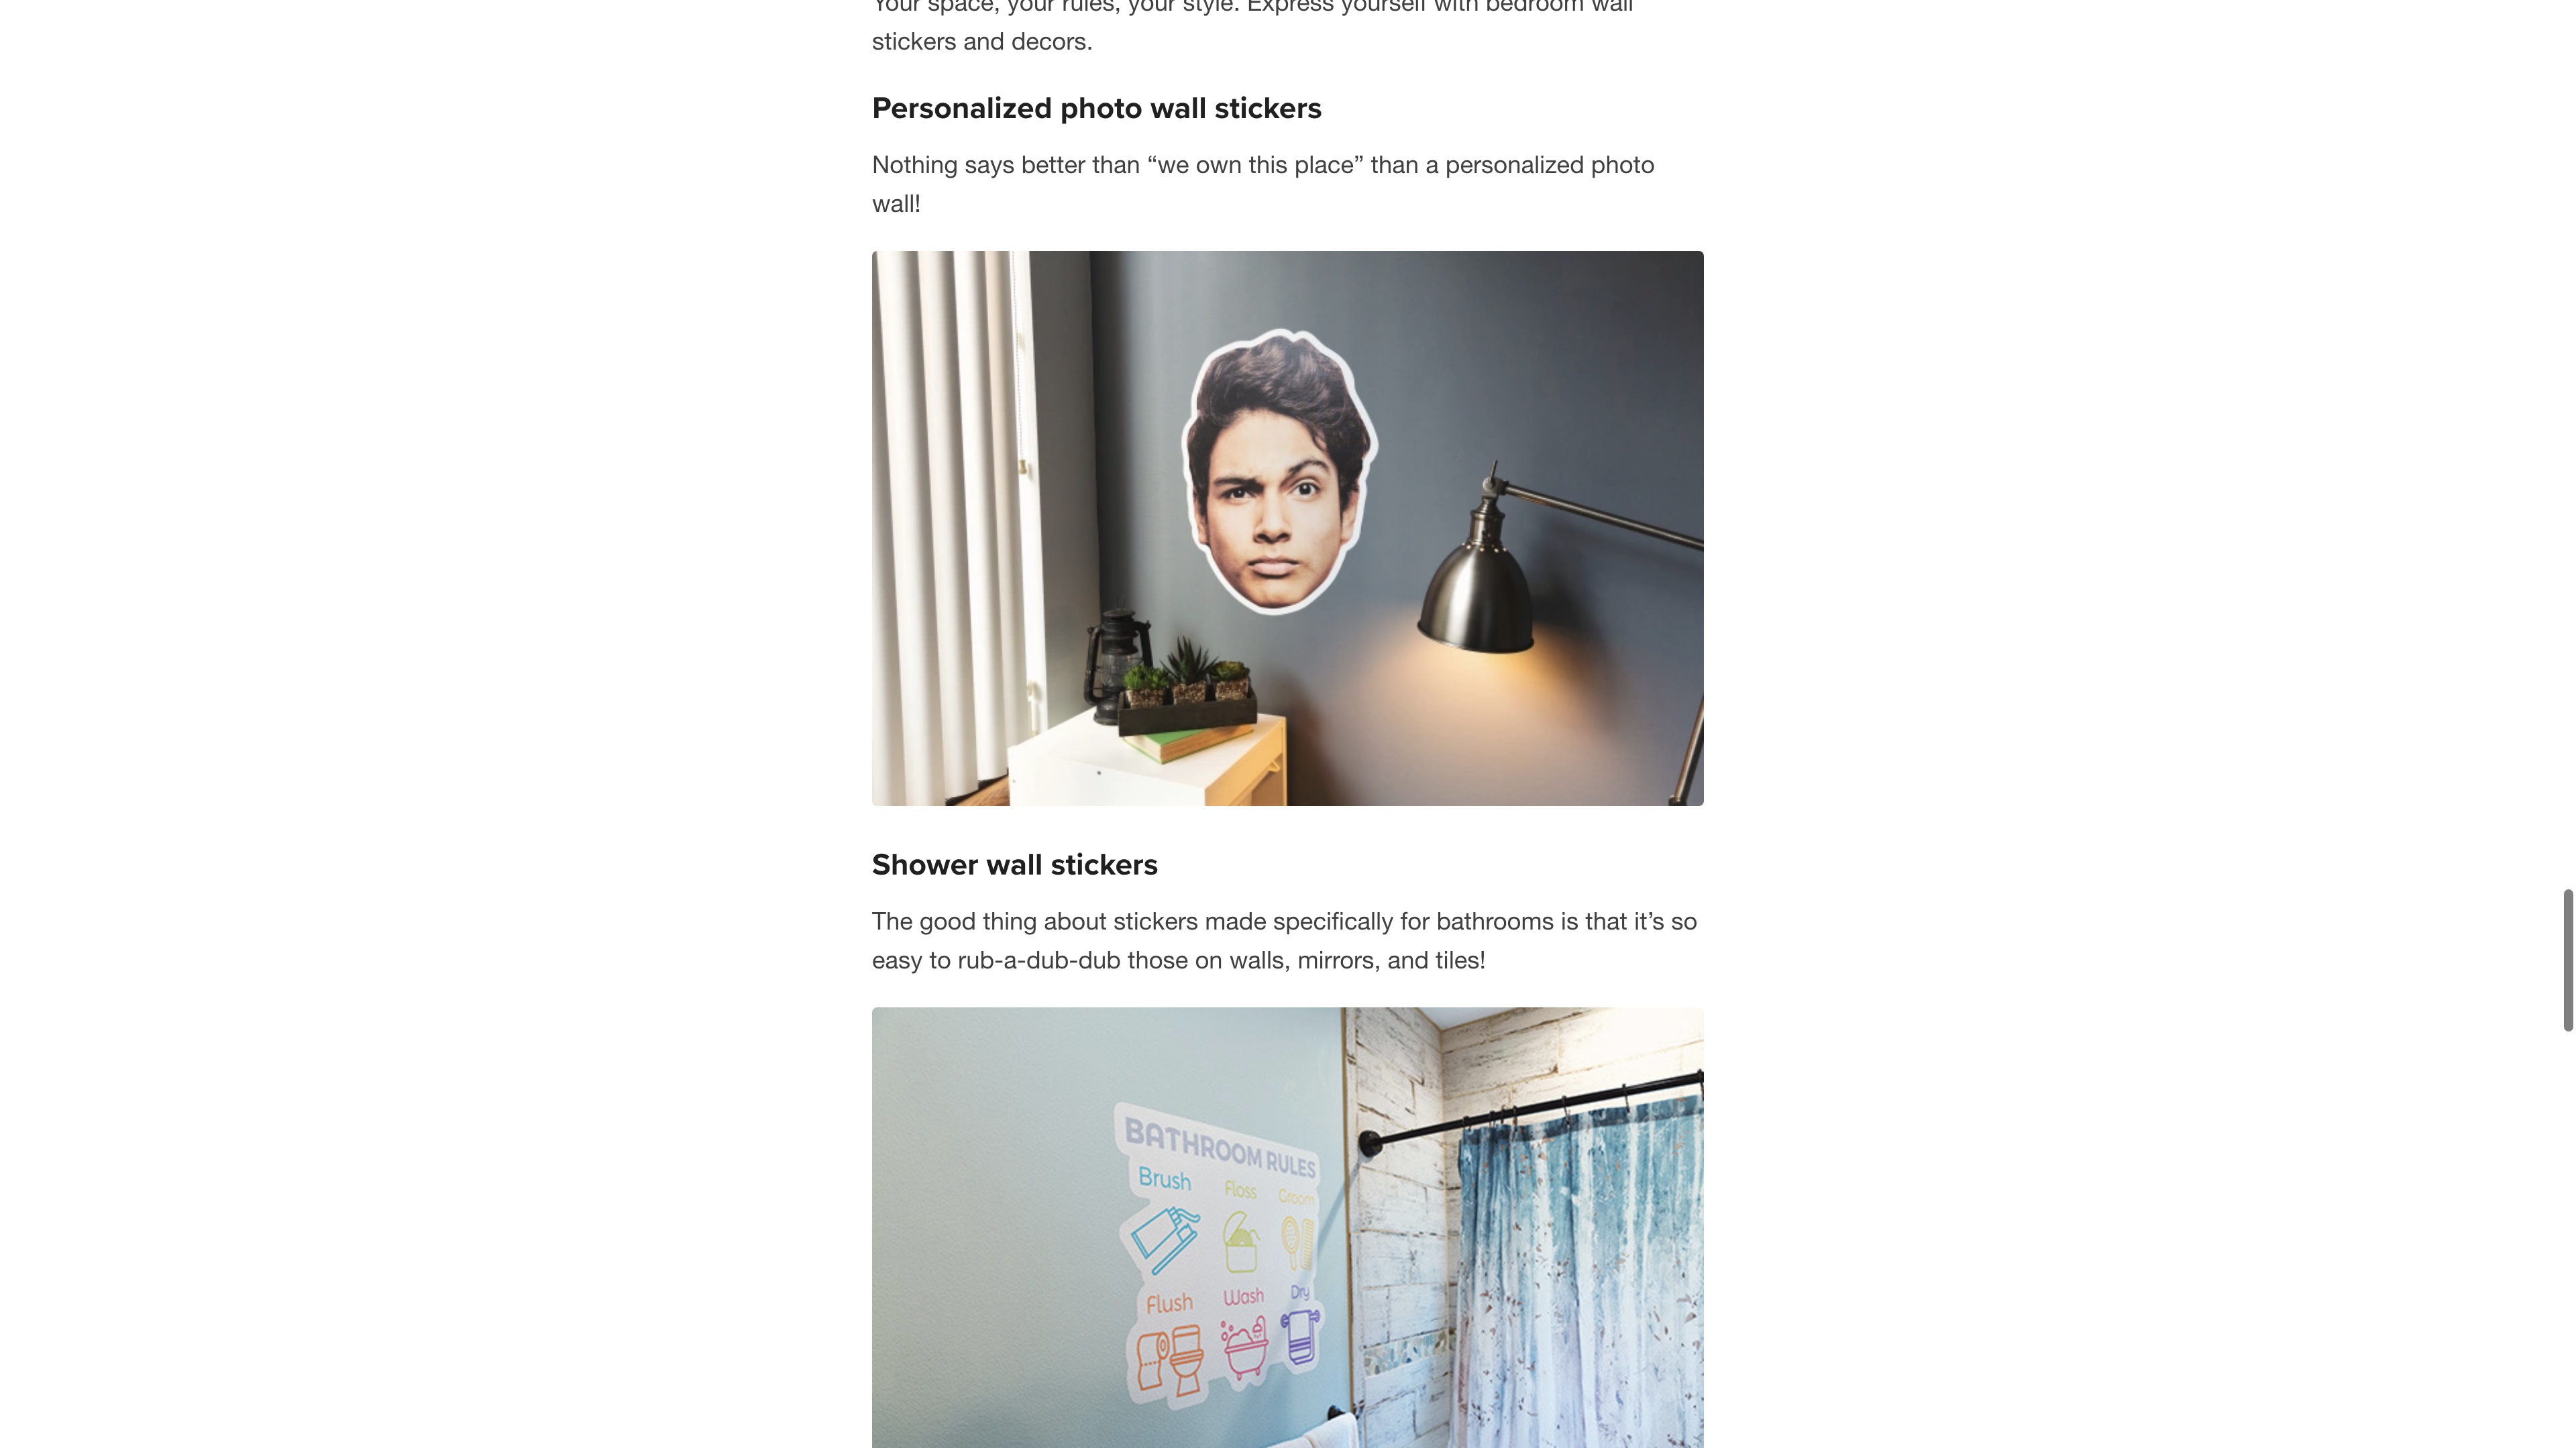 Your space, your rules, your style. Express yourself with bedroom wall
stickers and decors.
Personalized photo wall stickers
Nothing says better than “we own this place” than a personalized photo
wall!
Shower wall stickers
The good thing about stickers made specifically for bathrooms is that it’s so
easy to rub-a-dub-dub those on walls, mirrors, and tiles!
BATHROOM RULES
Brush Floss Groom
Flush Wash Dry